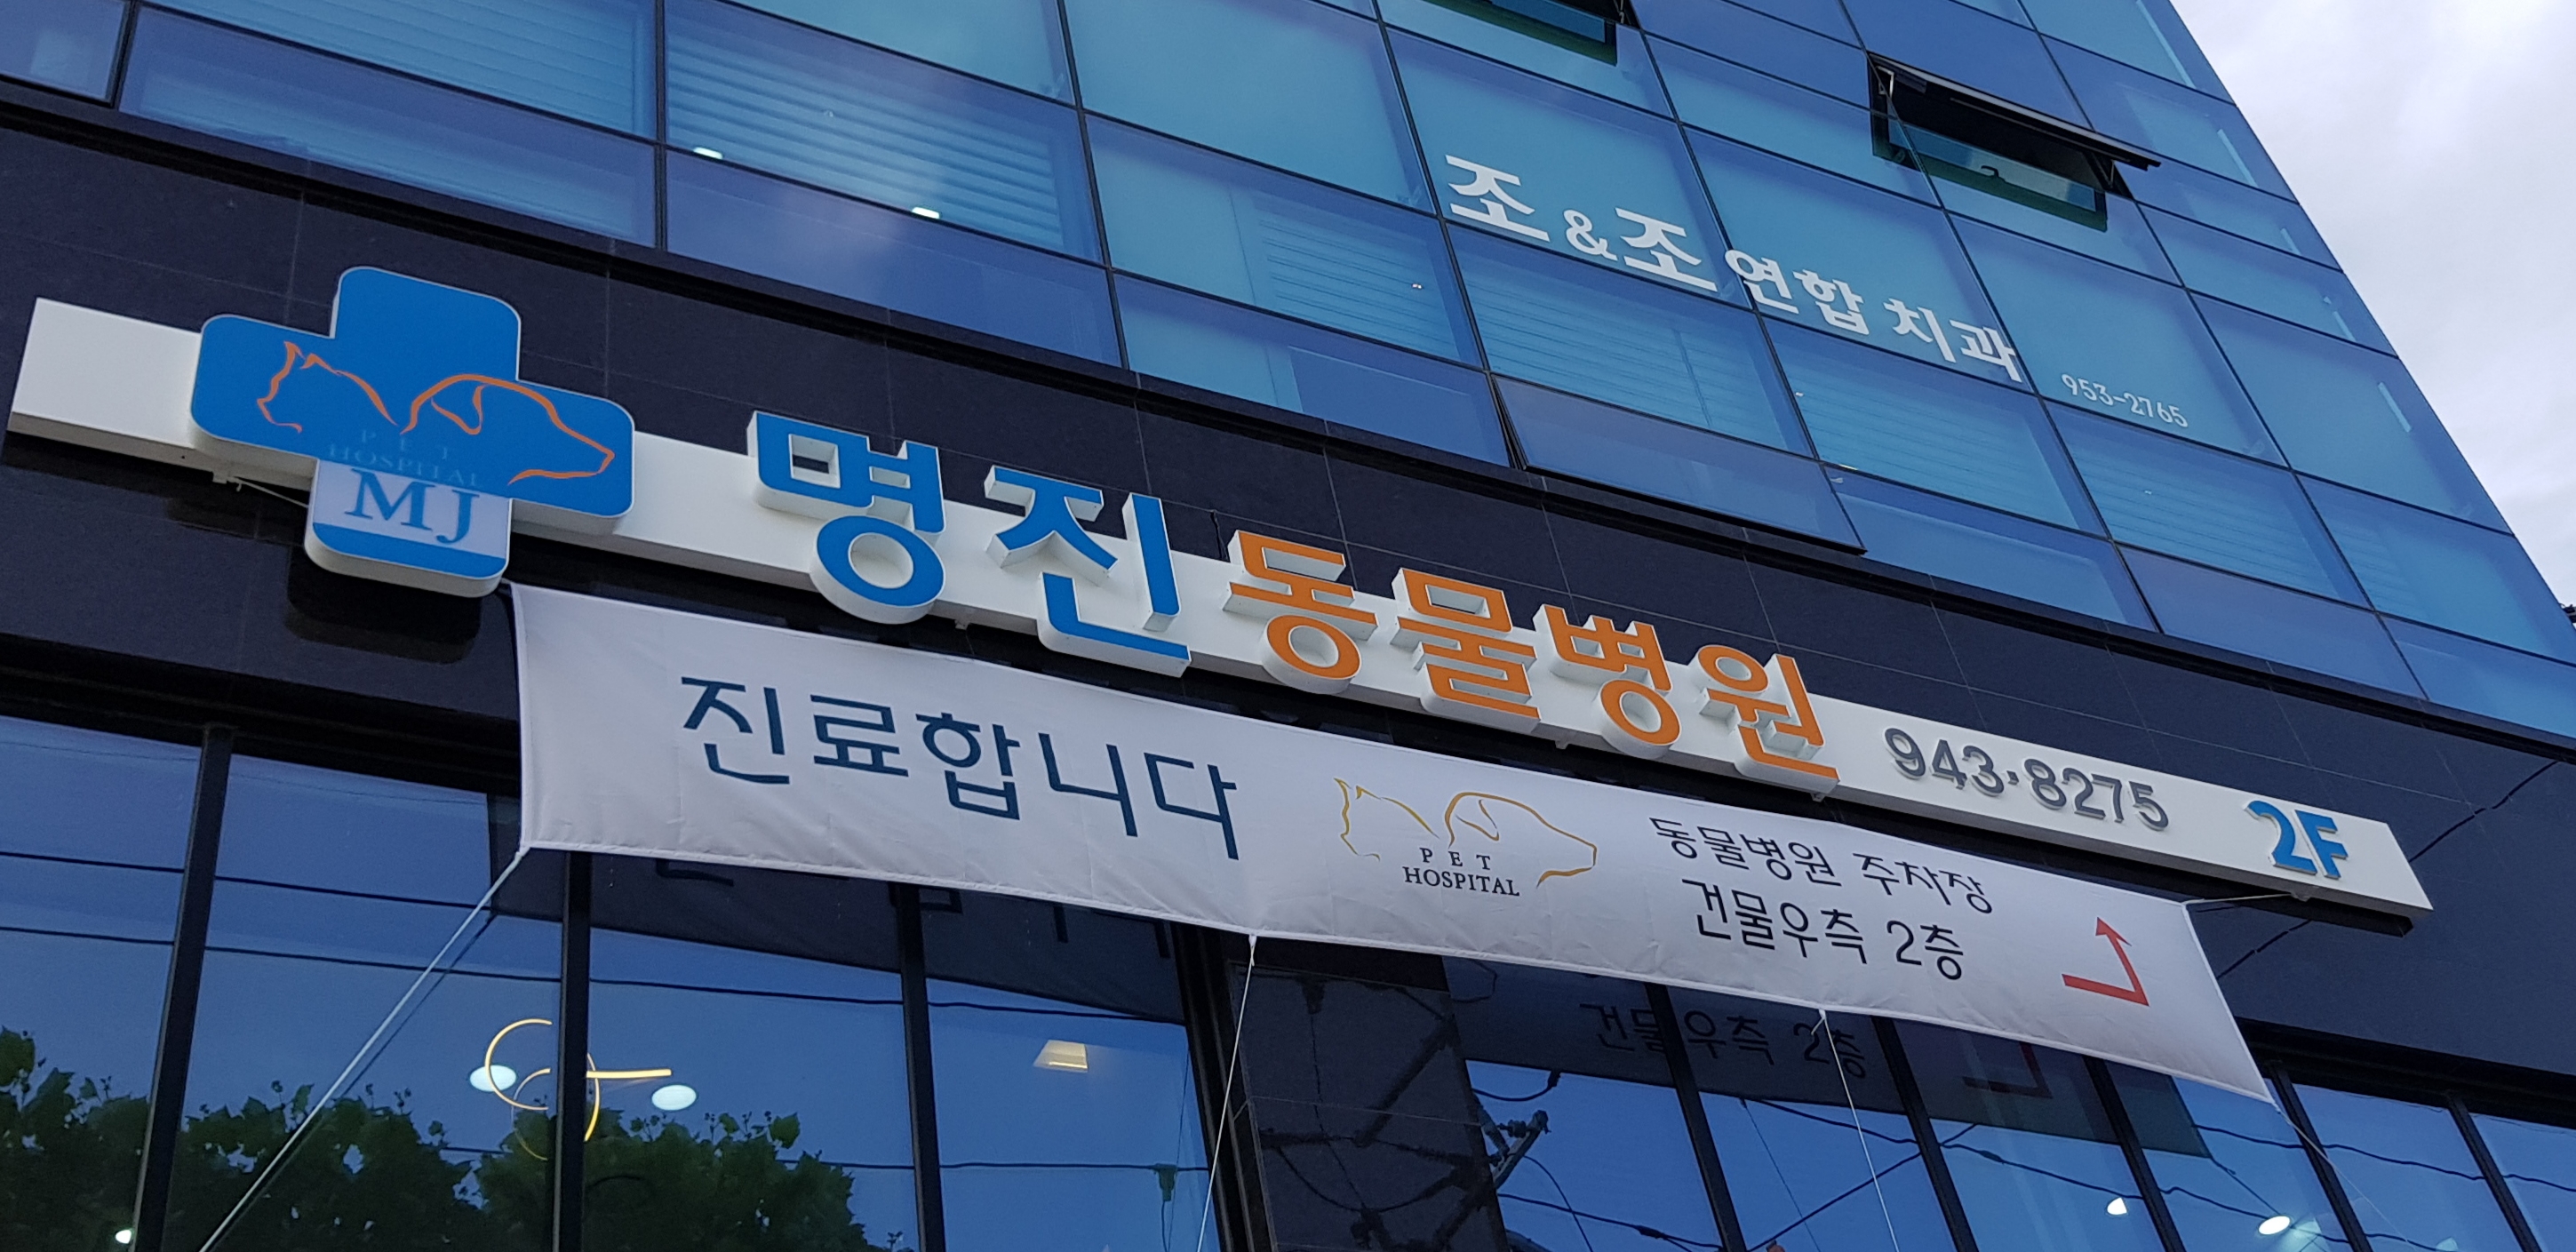 조&조 연합 치과 953-2765
PET
HOSPITAL
MJ
명진동물병원 943·8275 2F
진료합니다
PET
HOSPITAL
동물병원 주차장
건물우측 2층
건물우측 2층